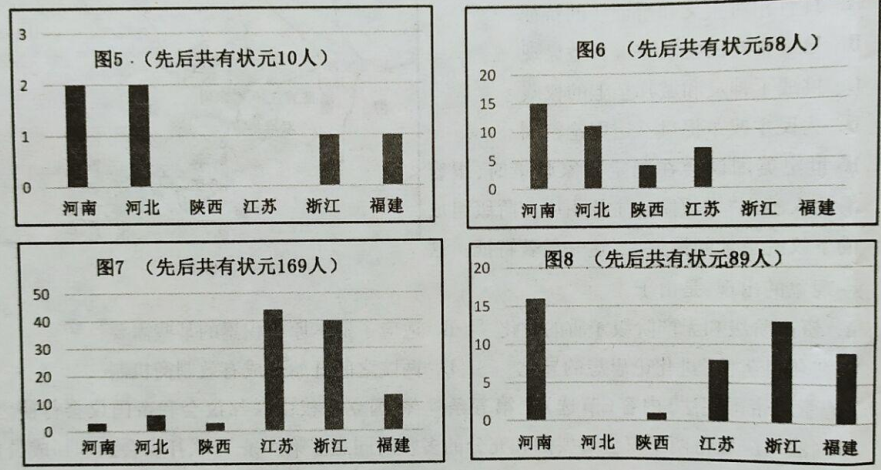 图5 .（先后共有状元10人）
3
2
1
0
河南 河北 陕西 江苏 浙江 福建
图6 （先后共有状元58人）
20
15
10
5
0
河南 河北 陕西 江苏 浙江 福建
图7 （先后共有状元169人）
50
40
30
20
10
0
河南 河北 陕西 江苏 浙江 福建
图8 （先后共有状元89人）
20
15
10
5
0
河南 河北 陕西 江苏 浙江 福建